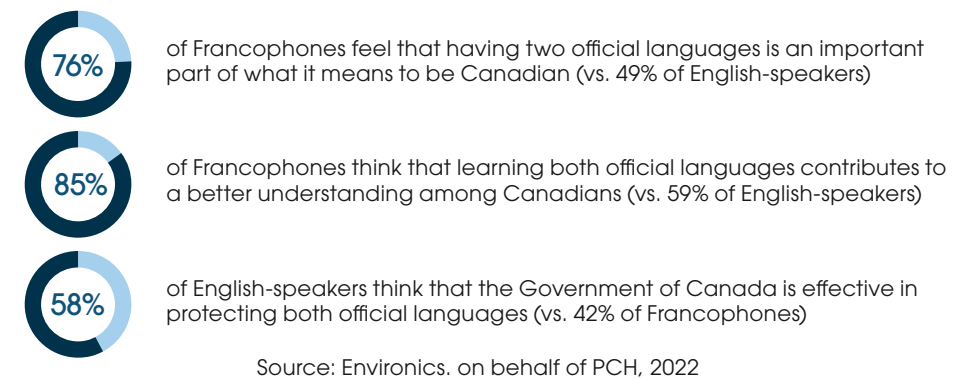 76%
of Francophones feel that having two official languages is an important
part of what it means to be Canadian (vs. 49% of English-speakers)
85%
of Francophones think that learning both official languages contributes to
a better understanding among Canadians (vs. 59% of English-speakers)
58%
of English-speakers think that the Government of Canada is effective in
protecting both official languages (vs. 42% of Francophones)
Source: Environics. on behalf of PCH, 2022